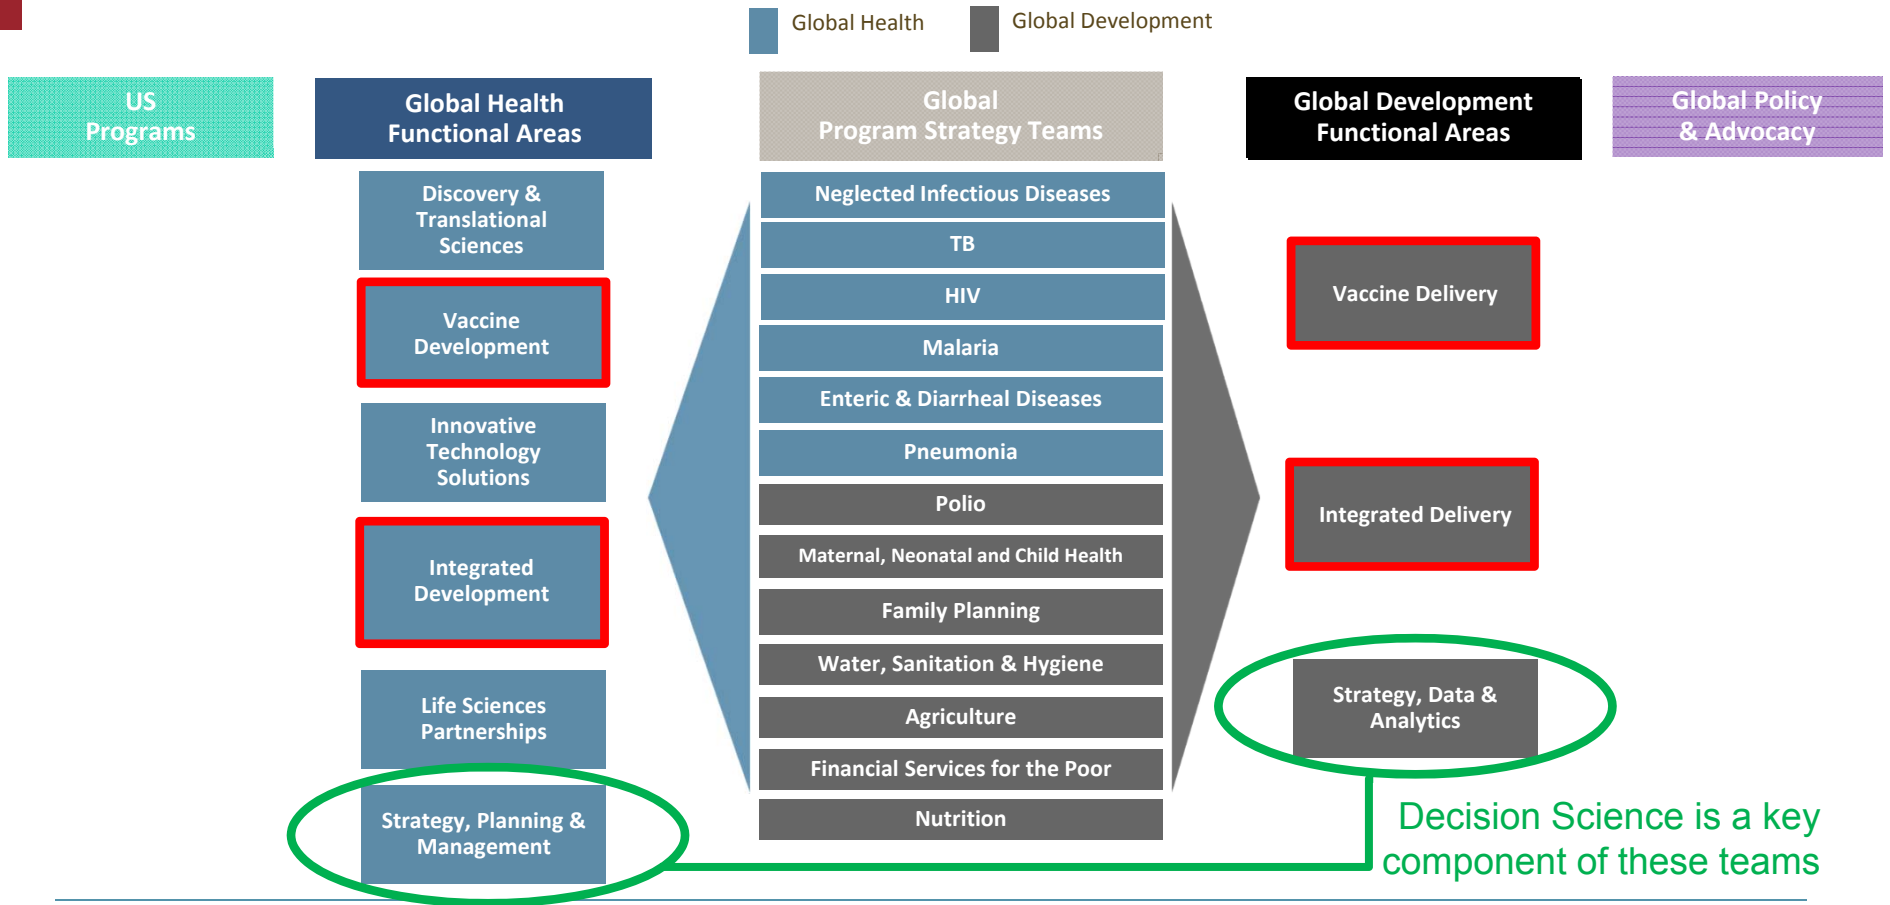 Global Health
Global Development
US
Programs
Global Health
Functional Areas
Global
Program Strategy Teams
Global Development
Functional Areas
Global Policy
& Advocacy
Discovery &
Translational
Sciences
Vaccine
Development
Innovative
Technology
Solutions
Integrated
Development
Life Sciences
Partnerships
Strategy, Planning &
Management
Neglected Infectious Diseases
TB
HIV
Malaria
Enteric & Diarrheal Diseases
Pneumonia
Polio
Maternal, Neonatal and Child Health
Family Planning
Water, Sanitation & Hygiene
Agriculture
Financial Services for the Poor
Nutrition
Vaccine Delivery
Integrated Delivery
Strategy, Data &
Analytics
Decision Science is a key
component of these teams